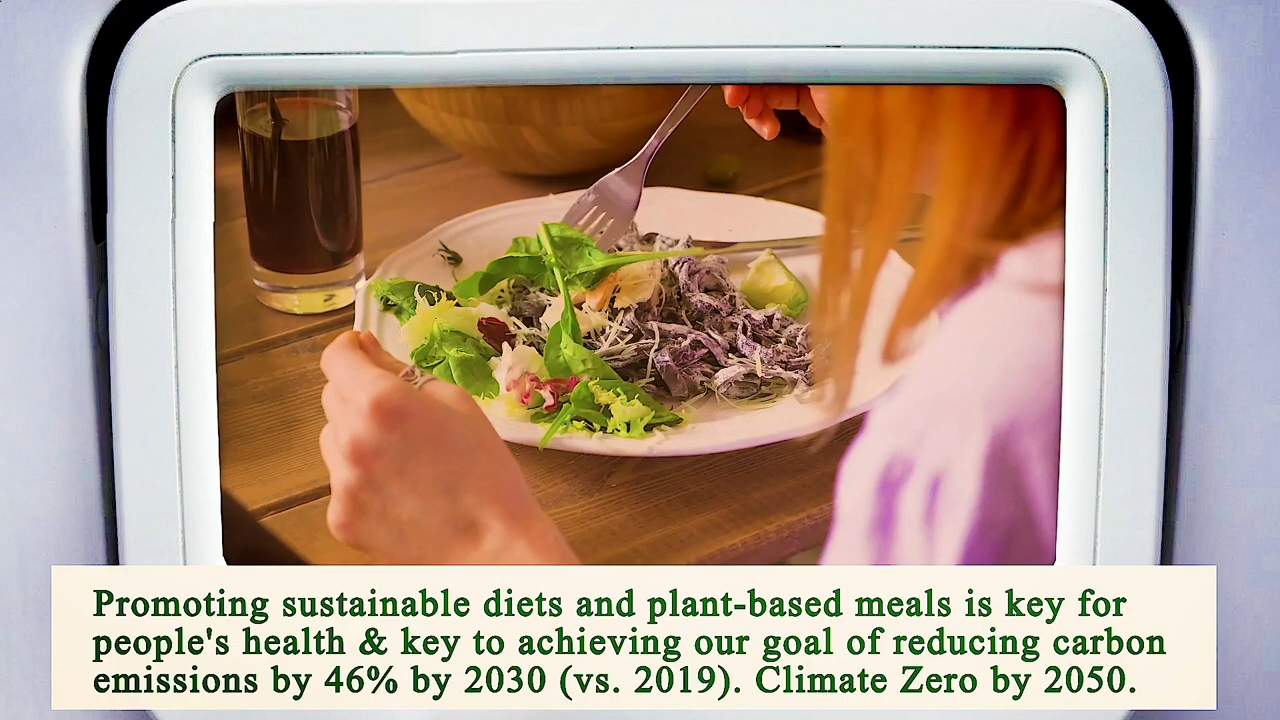 Promoting sustainable diets and plant-based meals is key for
people's health & key to achieving our goal of reducing carbon
emissions by 46% by 2030 (vs. 2019). Climate Zero by 2050.